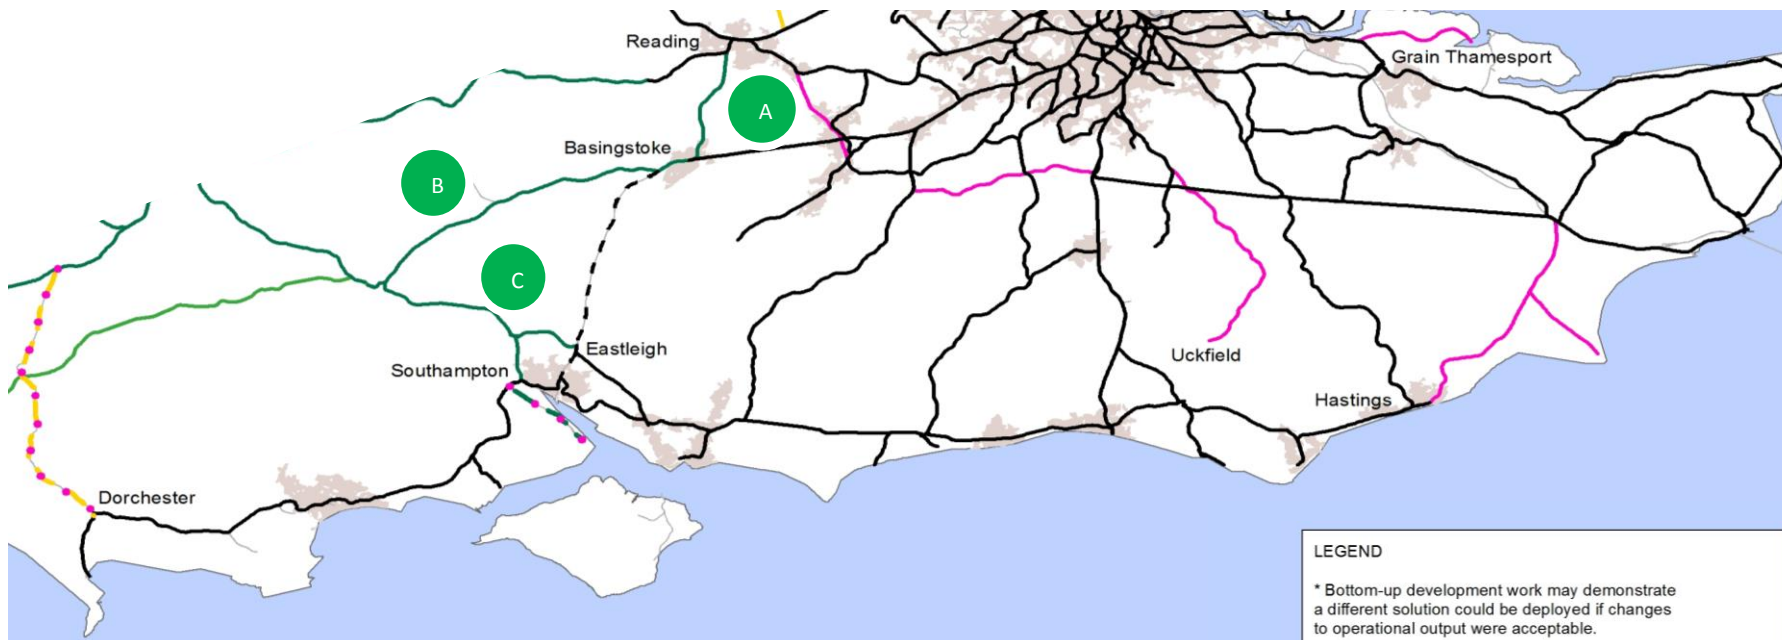 Reading
Grain Thamesport
A
Basingstoke
B
C
Eastleigh
Uckfield
Southampton
Hastings
Dorchester
LEGEND
* Bottom-up development work may demonstrate
a different solution could be deployed if changes
to operational output were acceptable.